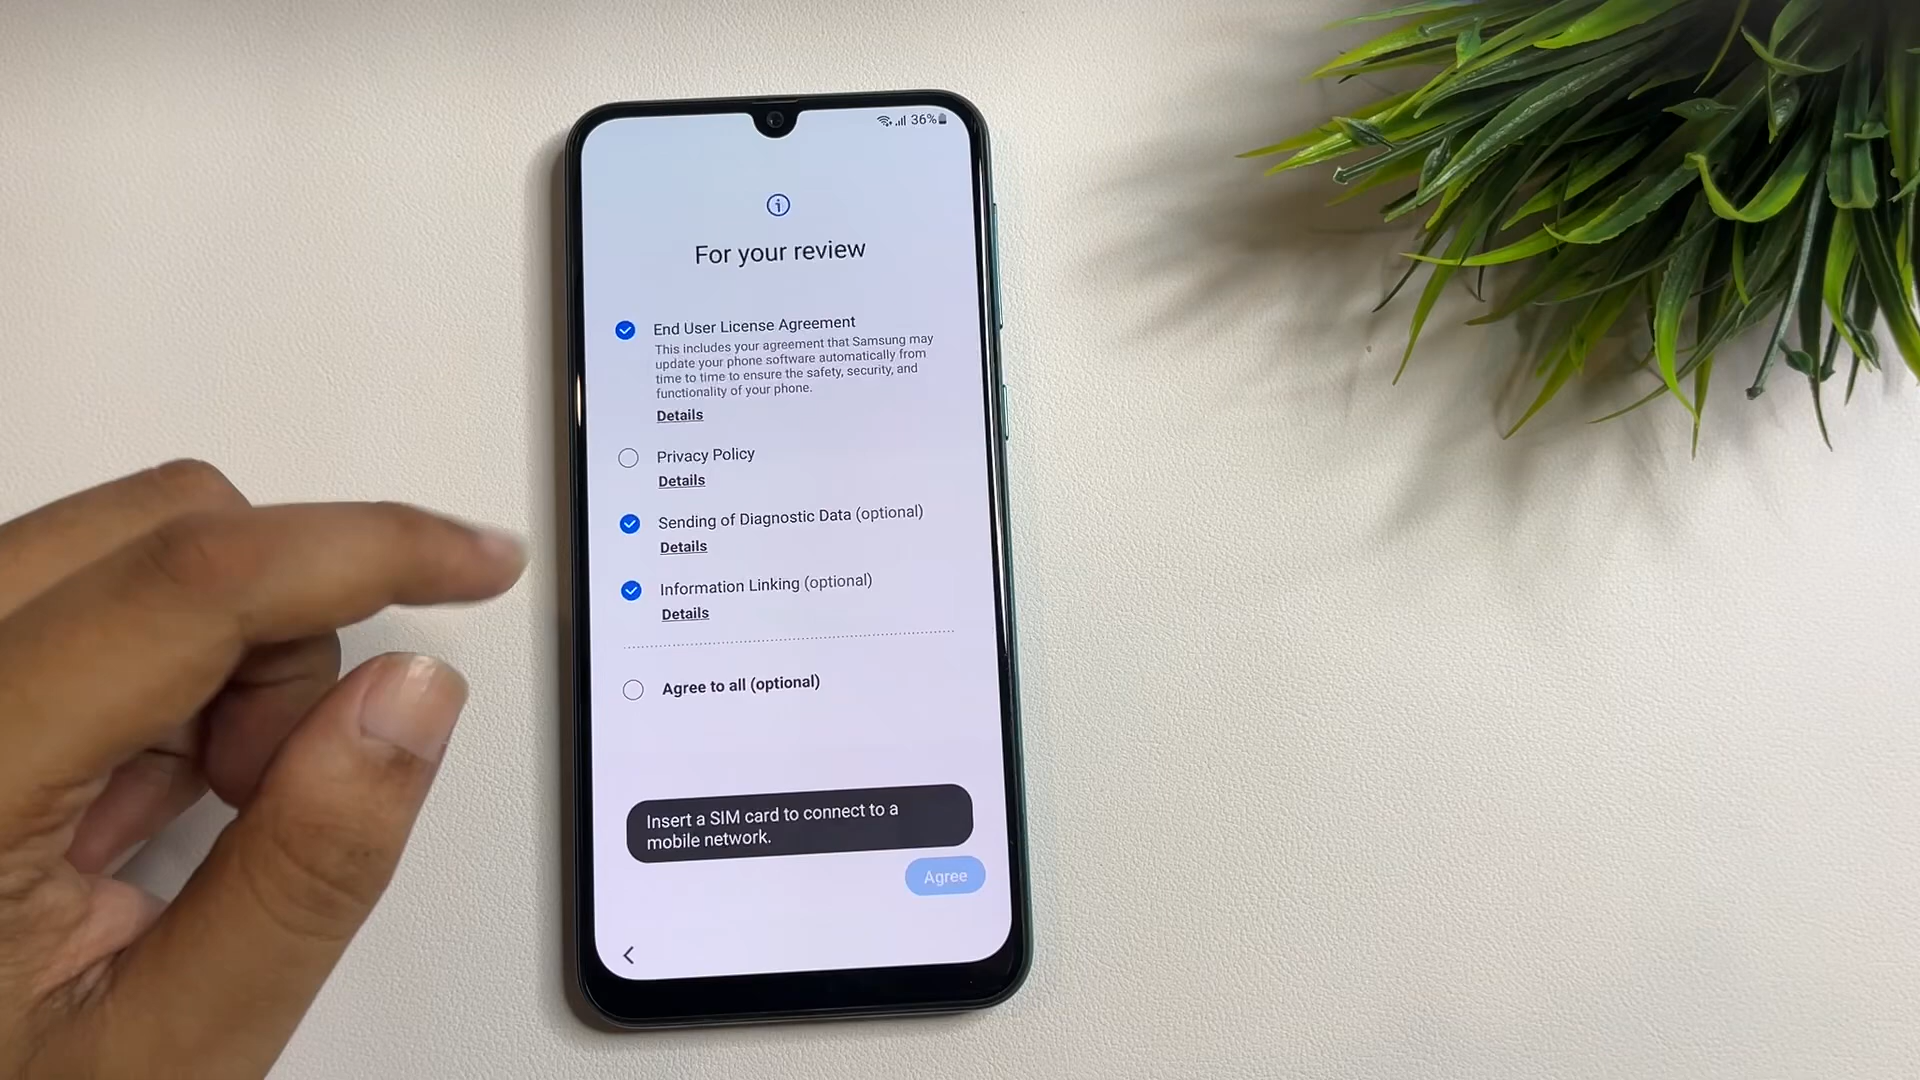 36%
For your review
End User License Agreement
This includes your agreement that Samsung may
update your phone software automatically from
time to time to ensure the safety, security, and
functionality of your phone.
Details
Privacy Policy
Details
Sending of Diagnostic Data (optional)
Details
Information Linking (optional)
Details
Agree to all (optional)
Insert a SIM card to connect to a
mobile network.
Agree